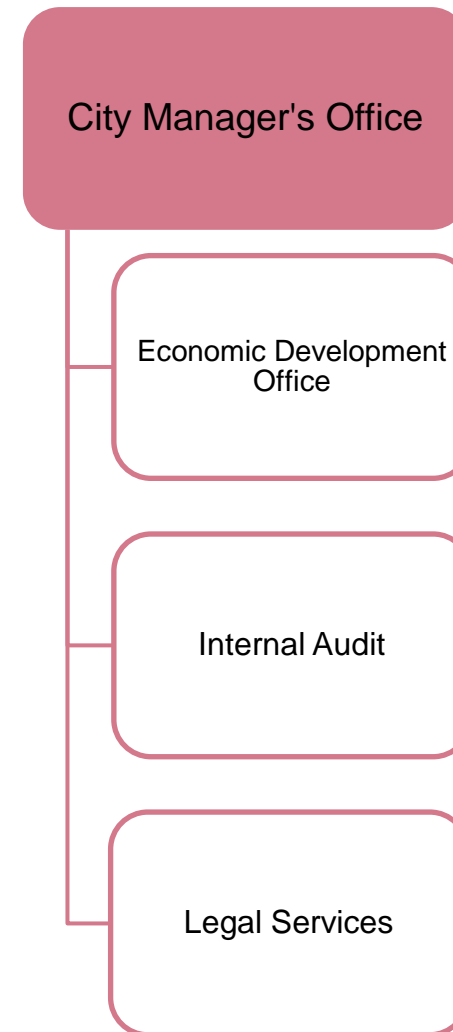 City Manager's Office
Economic Development
Office
Internal Audit
Legal Services